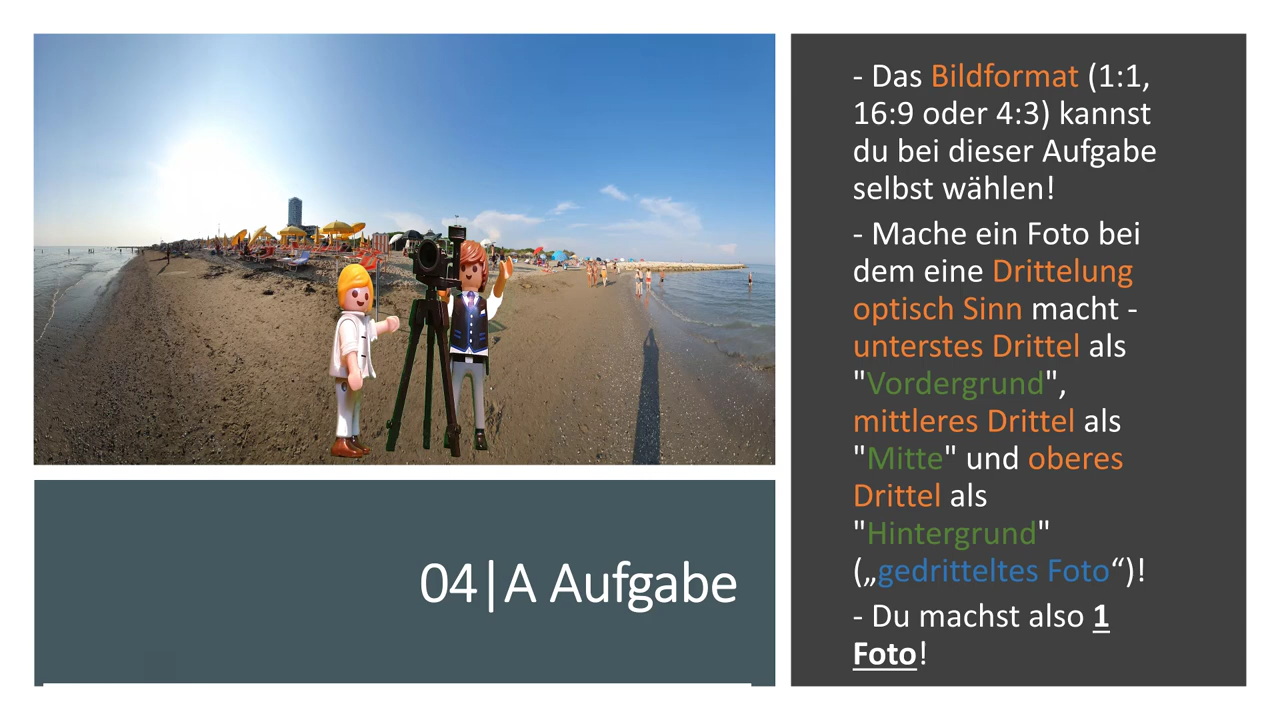 - Das Bildformat (1:1,
16:9 oder 4:3) kannst
du bei dieser Aufgabe
selbst wählen!
- Mache ein Foto bei
dem eine Drittelung
optisch Sinn macht -
unterstes Drittel als
"Vordergrund",
mittleres Drittel als
"Mitte" und oberes
Drittel als
"Hintergrund"
(„gedritteltes Foto“)!
- Du machst also 1
Foto!
04|A Aufgabe